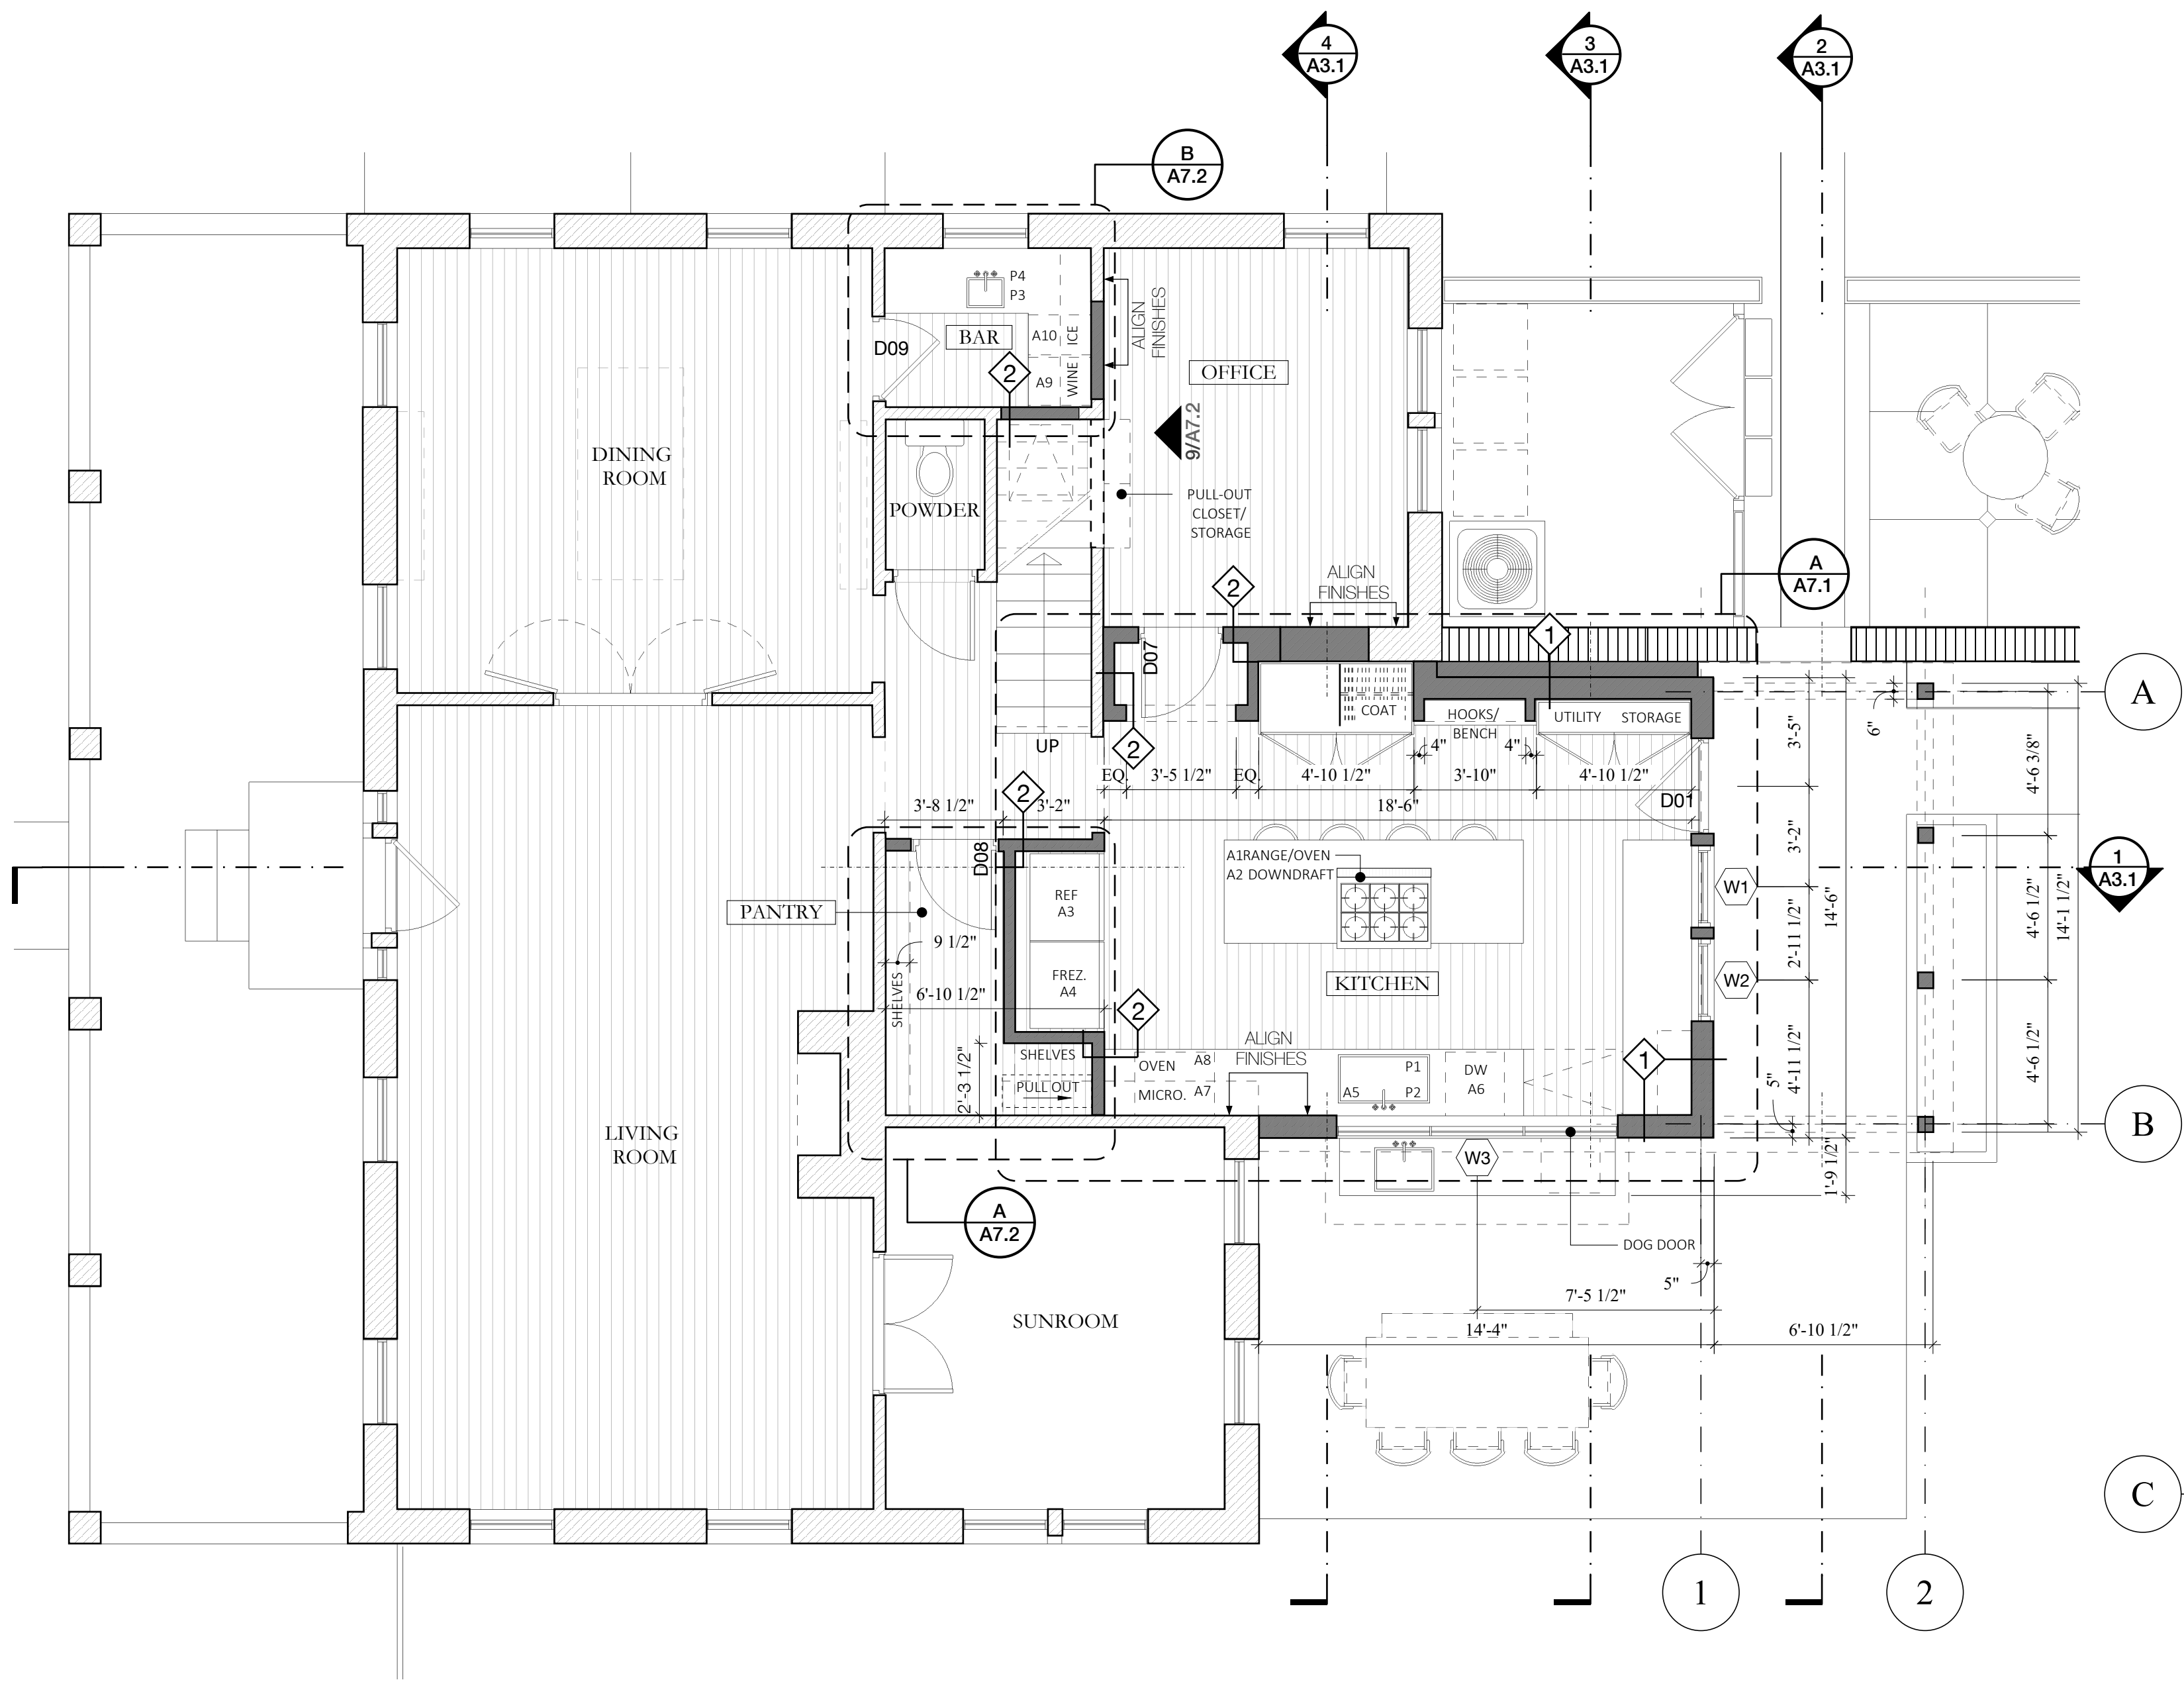 4
A3.1
3
A3.1
2
A3.1
B
A7.2
P4
P3
D09
BAR
A10
ICE
A9
WINE
2
ALIGN
FINISHES
OFFICE
9/A7.2
DINING
ROOM
POWDER
PULL-OUT
CLOSET/
STORAGE
A
A7.1
2
ALIGN
FINISHES
1
D07
COAT
HOOKS/
BENCH
UTILITY STORAGE
A
UP
2
4"
4"
EQ.
3'-5 1/2"
EQ.
4'-10 1/2"
3'-10"
4'-10 1/2"
3'-5"
6"
4'-6 3/8"
2
3'-8 1/2"
3'-2"
18'-6"
D01
D08
A1RANGE/OVEN
A2 DOWNDRAFT
3'-2"
1
A3.1
REF
A3
W1
14'-6"
PANTRY
9 1/2"
2'-11 1/2"
4'-6 1/2"
14'-1 1/2"
FREZ.
A4
KITCHEN
W2
SHELVES
6'-10 1/2"
2
ALIGN
FINISHES
SHELVES
OVEN A8
PULL OUT
MICRO. A7
2'-3 1/2"
P1
A5 P2
DW
A6
1
5"
4'-11 1/2"
4'-6 1/2"
B
LIVING
ROOM
W3
1'-9 1/2"
A
A7.2
DOG DOOR
5"
7'-5 1/2"
SUNROOM
14'-4"
6'-10 1/2"
C
1
2